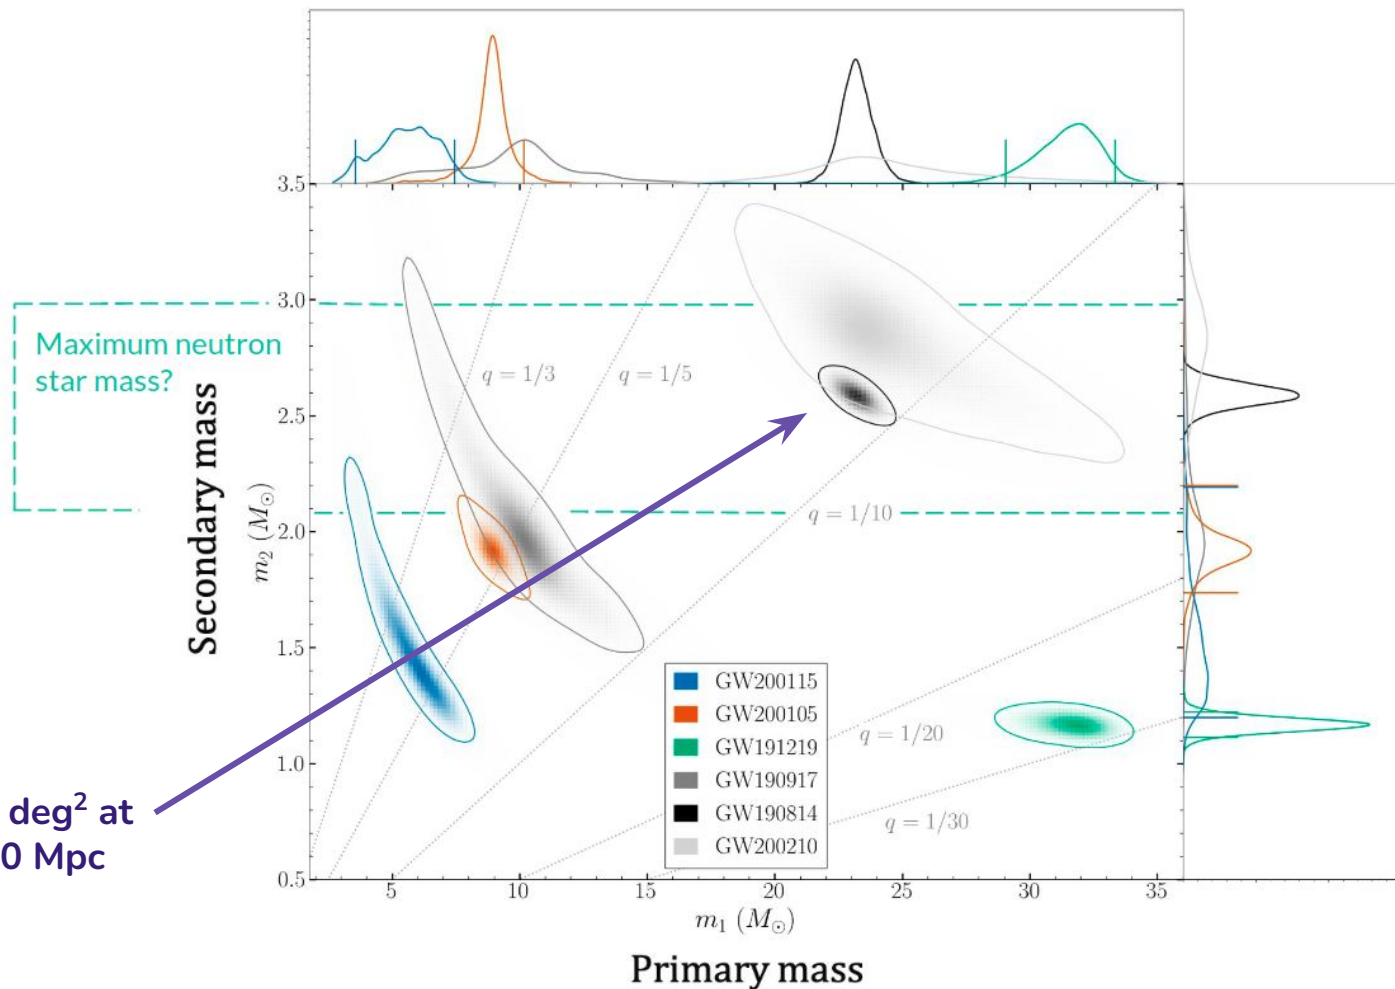 3.5
3.0
Maximum neutron
star mass?
q = 1/3
q = 1/5
2.5
Secondary mass
m₂ (M☉)
q = 1/10
2.0
1.5
GW200115
GW200105
GW191219
GW190917
GW190814
GW200210
q = 1/20
1.0
q = 1/30
deg² at
0 Mpc
0.5
5 10 15 20 25 30 35
m₁ (M☉)
Primary mass